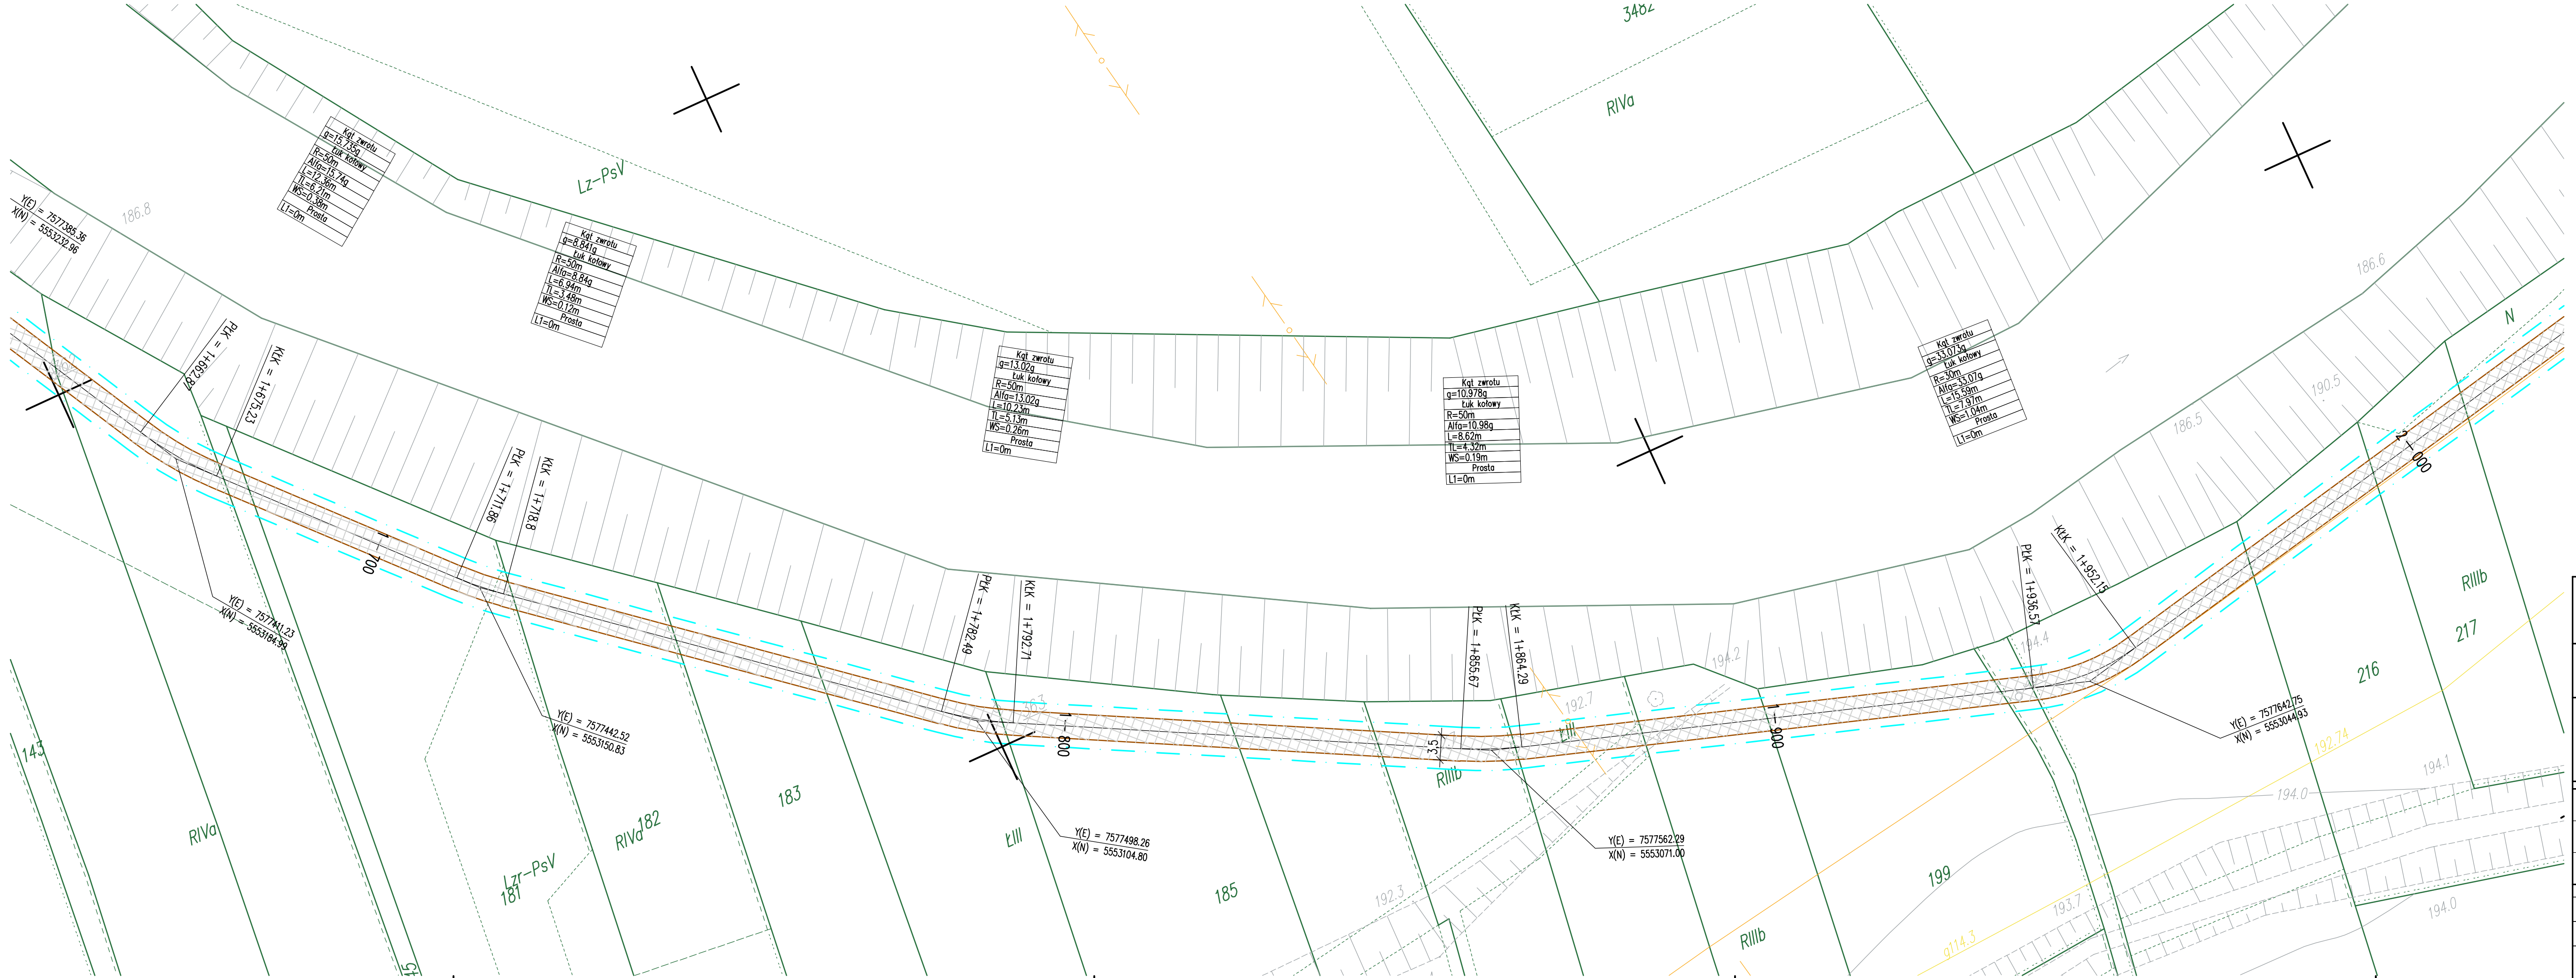 3482
RIVa
Lz-PsV
186.8
Y(E) = 7577385.36
X(N) = 5553232.96
Kąt zwrotu
g=15.735g
Łuk kołowy
R=50m
Alfa=15.74g
L=12.36m
TL=6.21m
WS=0.38m
Prosta
L1=0m
Kąt zwrotu
g=8.841g
Łuk kołowy
R=50m
Alfa=8.84g
L=6.94m
TL=3.48m
WS=0.12m
Prosta
L1=0m
Kąt zwrotu
g=13.02g
Łuk kołowy
R=50m
Alfa=13.02g
L=10.23m
TL=5.13m
WS=0.26m
Prosta
L1=0m
Kąt zwrotu
g=10.978g
Łuk kołowy
R=50m
Alfa=10.98g
L=8.62m
TL=4.32m
WS=0.19m
Prosta
L1=0m
Kąt zwrotu
g=33.073g
Łuk kołowy
R=30m
Alfa=33.07g
L=15.59m
TL=7.97m
WS=1.04m
Prosta
L1=0m
186.6
N
190.5
186.5
PŁK = 1+662.87
KŁK = 1+675.23
PŁK = 1+711.86
KŁK = 1+718.8
PŁK = 1+782.49
KŁK = 1+792.71
PŁK = 1+855.67
KŁK = 1+864.29
PŁK = 1+936.57
KŁK = 1+952.15
2 000
1 700
1 800
1 900
194.4
194.2
192.7
ŁIII
3.5
RIIIb
RIIIb
217
216
Y(E) = 7577411.23
X(N) = 5553184.99
Y(E) = 7577442.52
X(N) = 5553150.83
Y(E) = 7577498.26
X(N) = 5553104.80
Y(E) = 7577562.29
X(N) = 5553071.00
Y(E) = 7577642.75
X(N) = 5553044.93
192.74
194.1
194.0
143
RIVa
RIVa
182
183
ŁIII
Lzr-PsV
181
185
192.3
199
193.7
194.0
RIIIb
g114.3